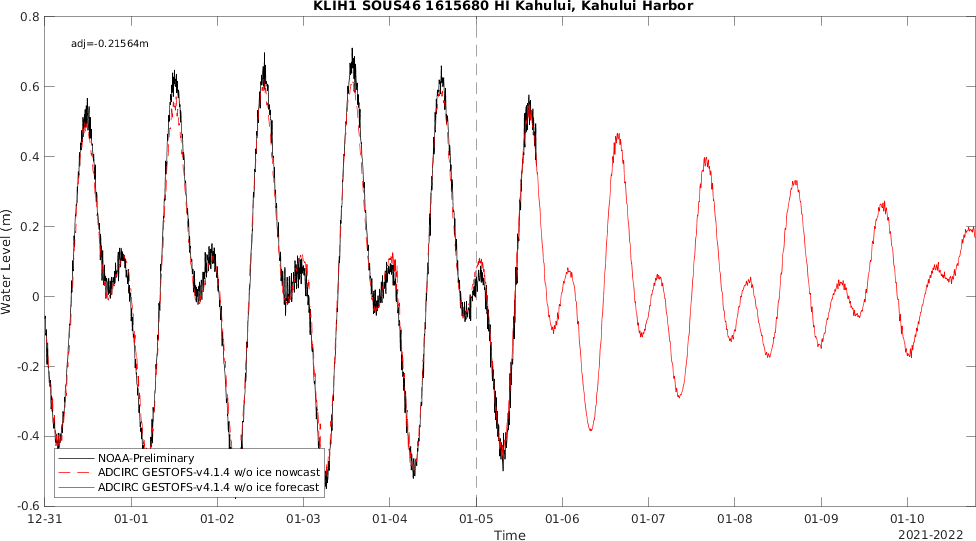 KLIH1 SOUS46 1615680 HI Kahului, Kahului Harbor
adj=-0.21564m
0.8
0.6
0.4
0.2
0
-0.2
-0.4
-0.6
Water Level (m)
NOAA-Preliminary
ADCIRC GESTOFS-v4.1.4 w/o ice nowcast
ADCIRC GESTOFS-v4.1.4 w/o ice forecast
12-31 01-01 01-02 01-03 01-04 01-05 01-06 01-07 01-08 01-09 01-10
Time
2021-2022